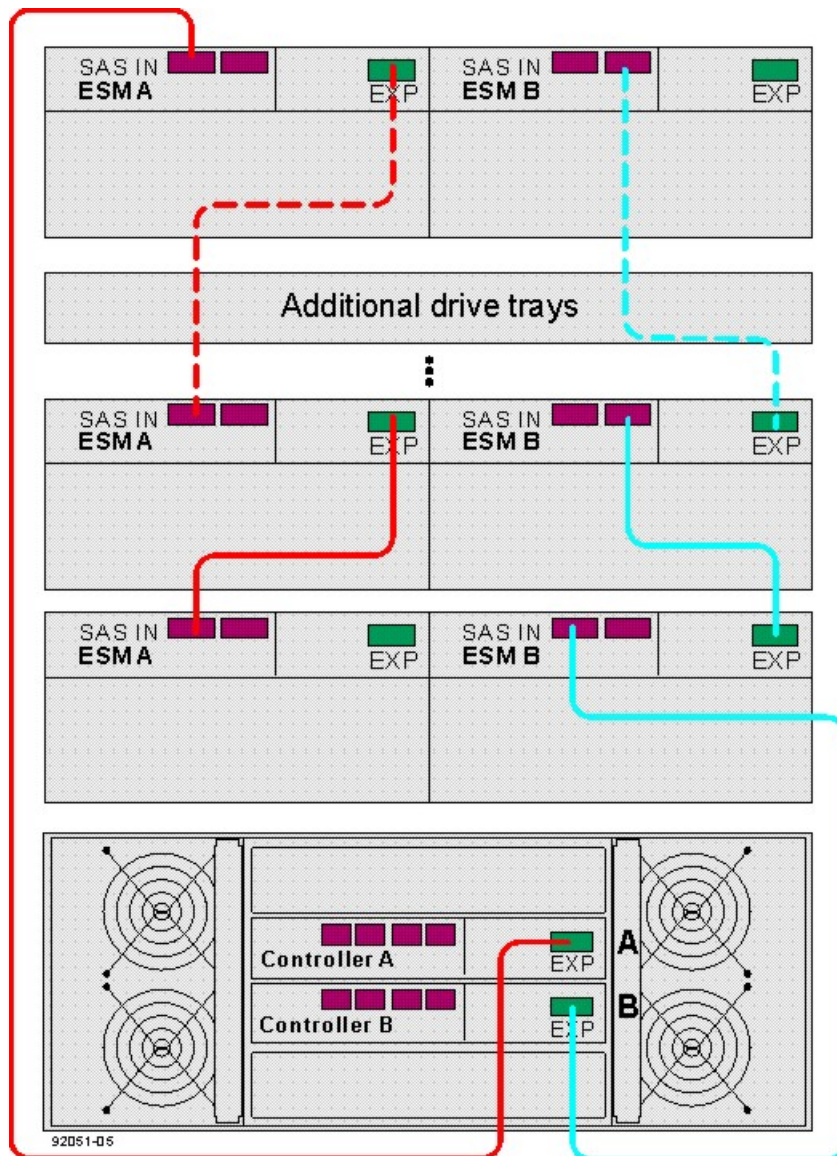 SAS IN
ESM A
EXP
SAS IN
ESM B
EXP
Additional drive trays
SAS IN
ESM A
EXP
SAS IN
ESM B
EXP
SAS IN
ESM A
EXP
SAS IN
ESM B
EXP
Controller A
EXP
A
Controller B
EXP
B
92051-05